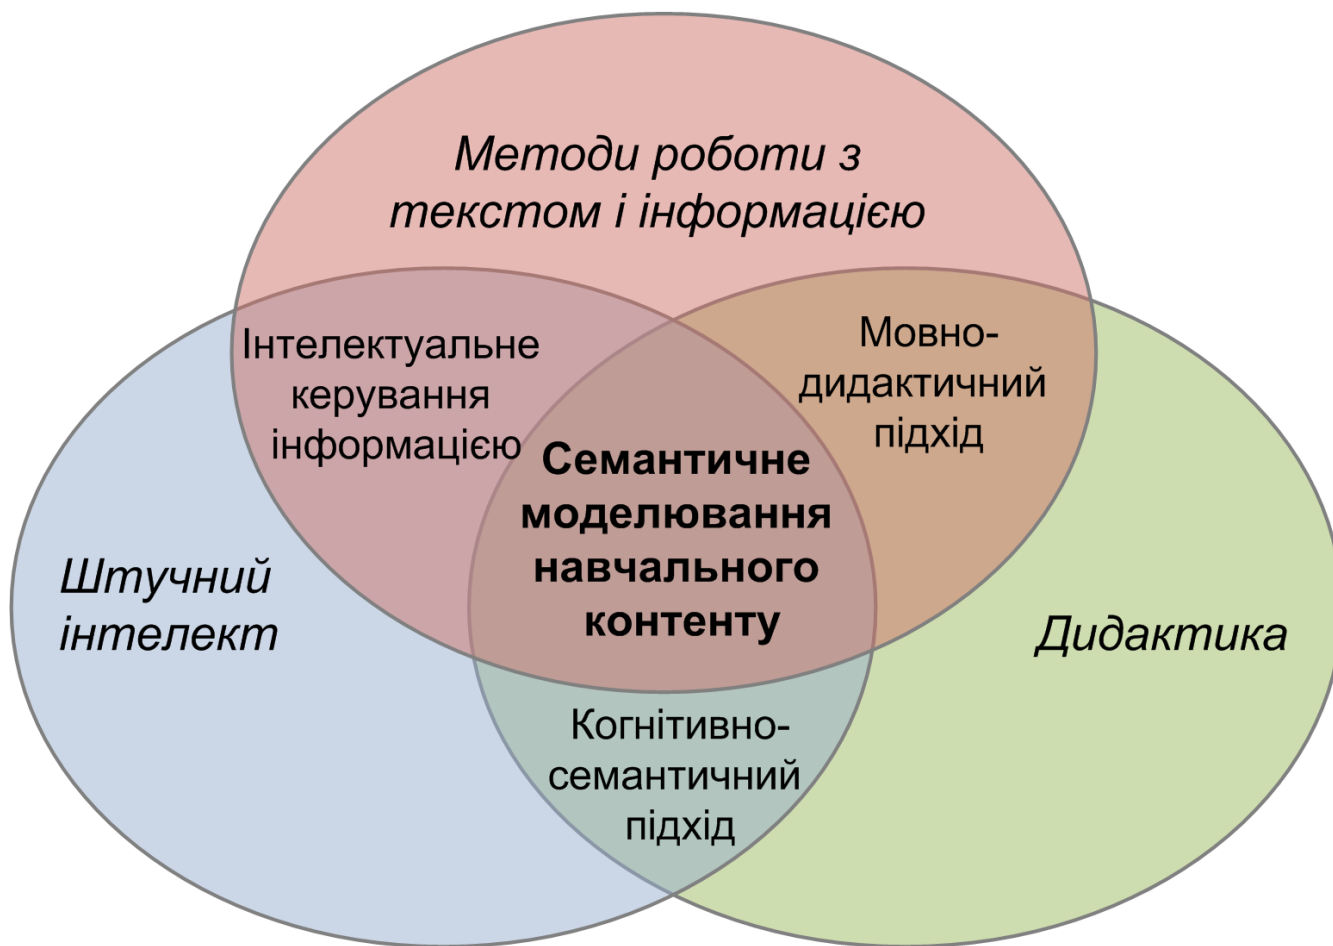 Методи роботи з
текстом і інформацією
Інтелектуальне
керування
інформацією
Мовно-
дидактичний
підхід
Семантичне
моделювання
навчального
контенту
Штучний
інтелект
Дидактика
Когнітивно-
семантичний
підхід